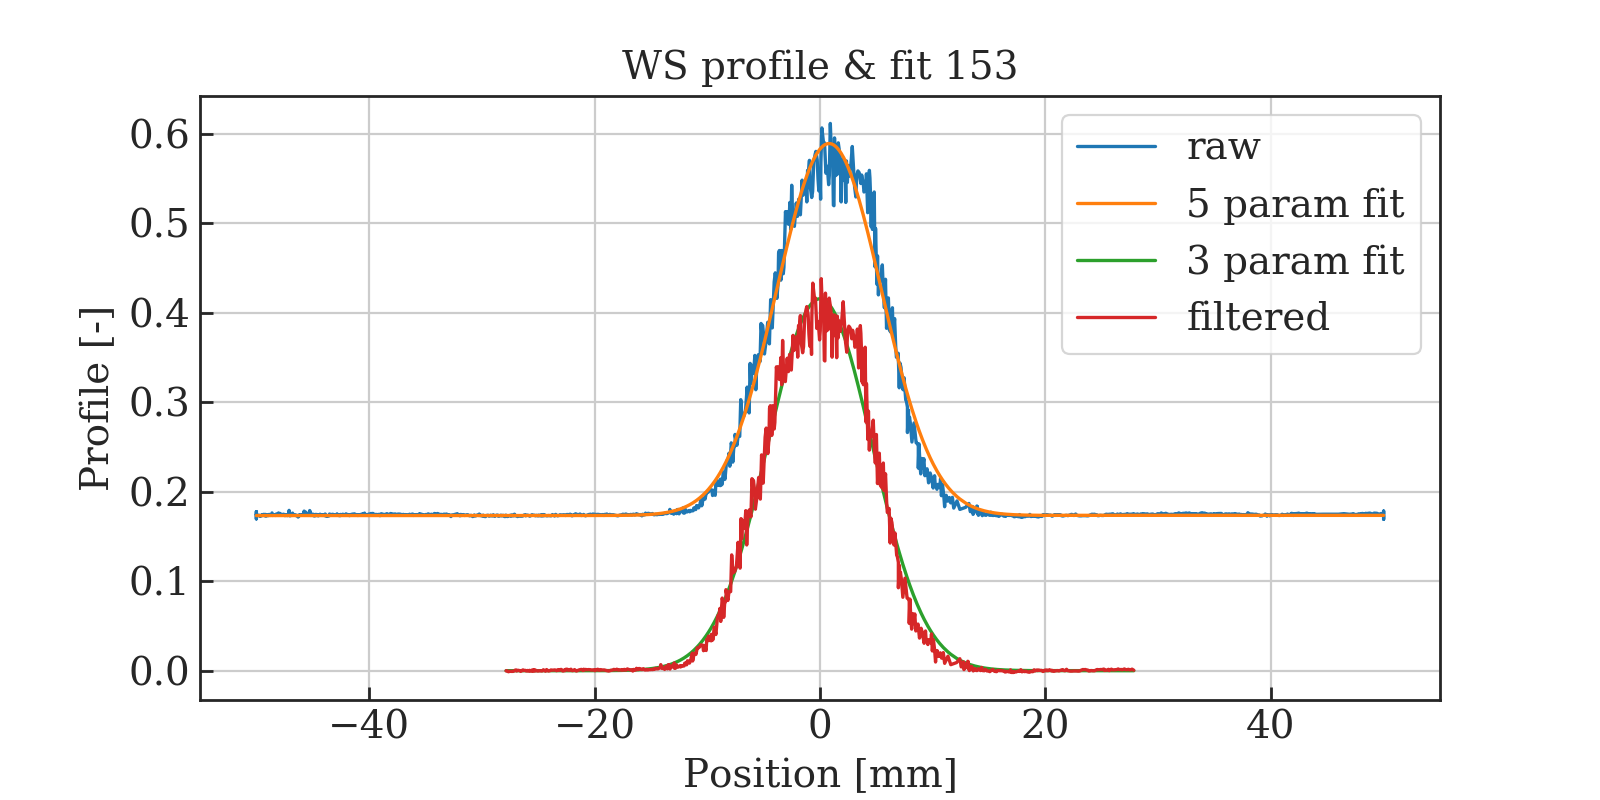 WS profile & fit 153
Profile [-]
0.6
0.5
0.4
0.3
0.2
0.1
0.0
raw
5 param fit
3 param fit
filtered
−40
−20
0
20
40
Position [mm]